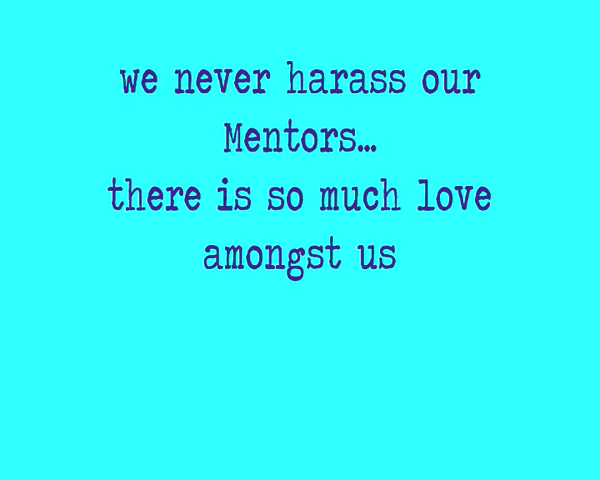 we never harass our
Mentors...
there is so much love
amongst us